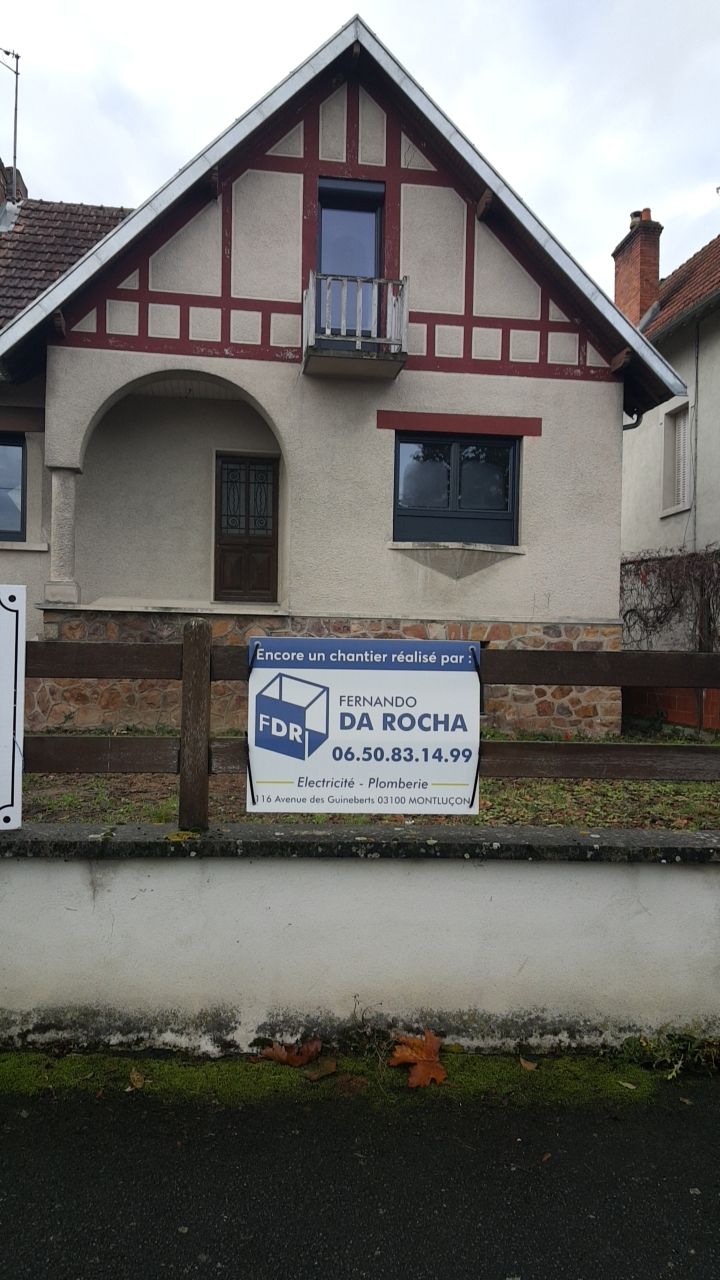 Encore un chantier réalisé par :
FDR
FERNANDO
DA ROCHA
06.50.83.14.99
Electricité - Plomberie
116 Avenue des Guineberts 03100 MONTLUÇON